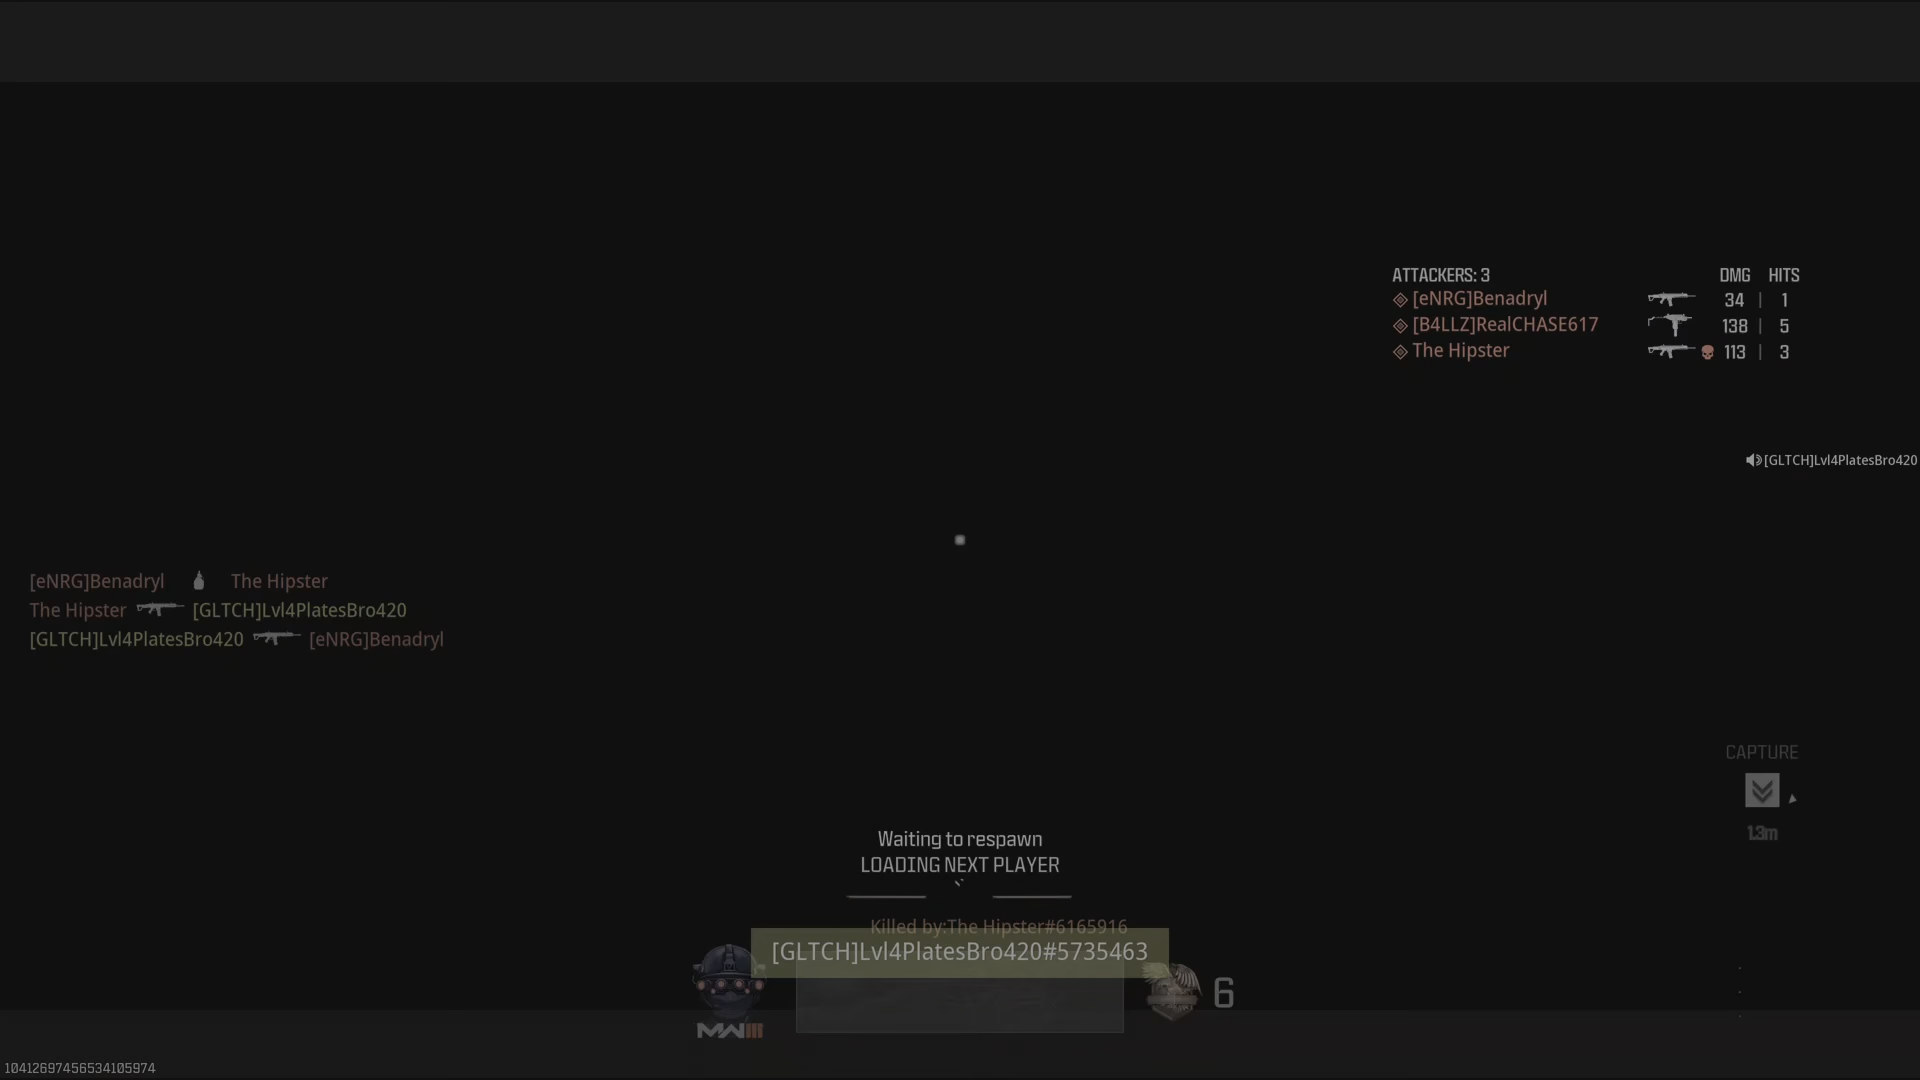 ATTACKERS: 3 DMG HITS
[eNRG]Benadryl 34 | 1
[B4LLZ]RealCHASE617 138 | 5
The Hipster 113 | 3
[GLTCH]Lvl4PlatesBro420
[eNRG]Benadryl The Hipster
The Hipster [GLTCH]Lvl4PlatesBro420
[GLTCH]Lvl4PlatesBro420 [eNRG]Benadryl
CAPTURE
13m
Waiting to respawn
LOADING NEXT PLAYER
Killed by:The Hipster#6165916
[GLTCH]Lvl4PlatesBro420#5735463
6
MWIII
10412697456534105974